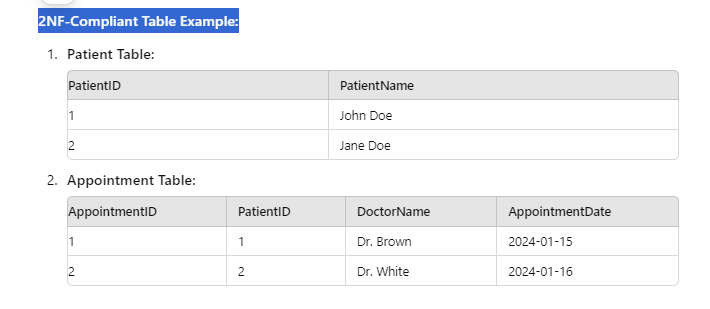 2NF-Compliant Table Example:
1. Patient Table:
PatientID PatientName
1 John Doe
2 Jane Doe
2. Appointment Table:
AppointmentID PatientID DoctorName AppointmentDate
1 1 Dr. Brown 2024-01-15
2 2 Dr. White 2024-01-16